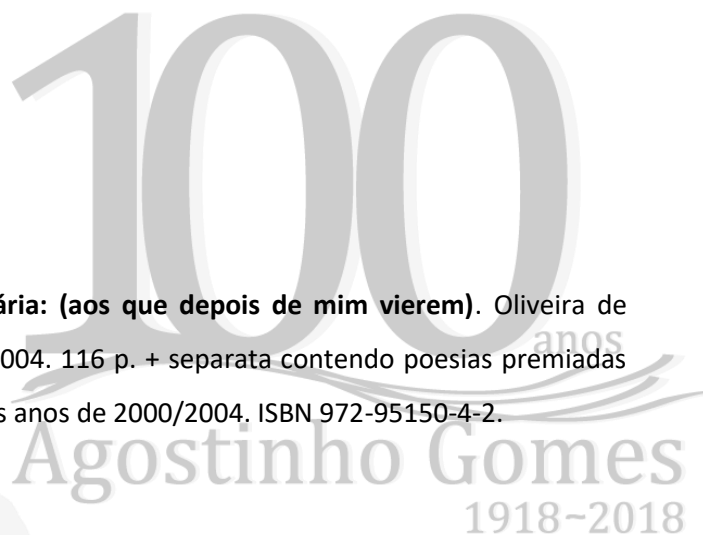 100
ária: (aos que depois de mim vierem). Oliveira de
anos
004. 116 p. + separata contendo poesias premiadas
s anos de 2000/2004. ISBN 972-95150-4-2.
Agostinho Gomes
1918~2018